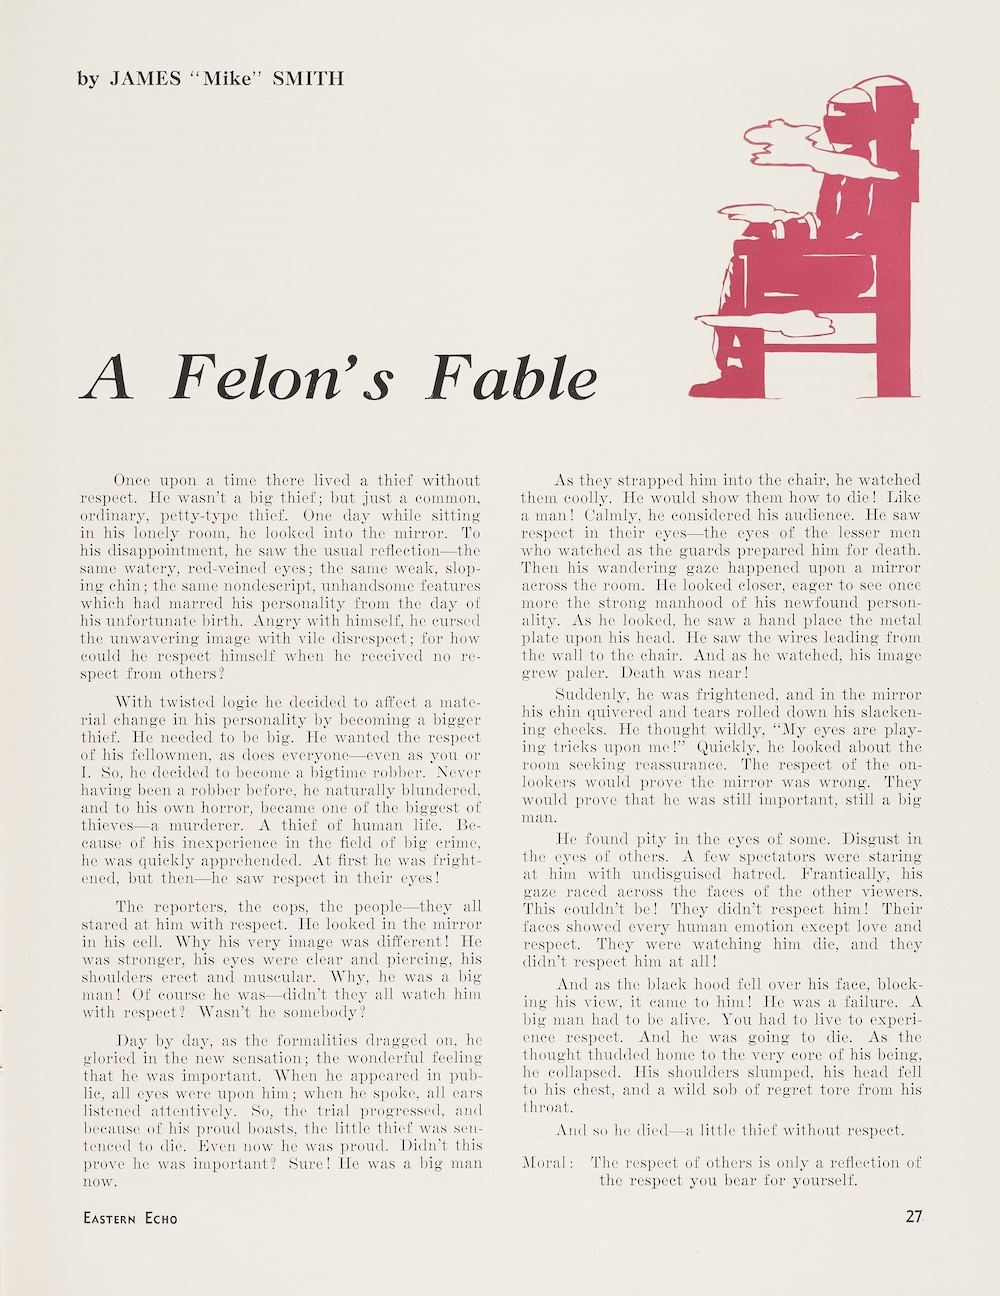 by JAMES "Mike" SMITH
A Felon's Fable
Once upon a time there lived a thief without
respect. He wasn't a big thief; but just a common,
ordinary, petty-type thief. One day while sitting
in his lonely room, he looked into the mirror. To
his disappointment, he saw the usual reflection—the
same watery, red-veined eyes; the same weak, slop-
ing chin; the same nondescript, unhandsome features
which had marred his personality from the day of
his unfortunate birth. Angry with himself, he cursed
the unwavering image with vile disrespect; for how
could he respect himself when he received no re-
spect from others?
With twisted logic he decided to affect a mate-
rial change in his personality by becoming a bigger
thief. He needed to be big. He wanted the respect
of his fellowmen, as does everyone—even as you or
I. So, he decided to become a bigtime robber. Never
having been a robber before, he naturally blundered,
and to his own horror, became one of the biggest of
thieves—a murderer. A thief of human life. Be-
cause of his inexperience in the field of big crime,
he was quickly apprehended. At first he was fright-
ened, but then—he saw respect in their eyes!
The reporters, the cops, the people—they all
stared at him with respect. He looked in the mirror
in his cell. Why his very image was different! He
was stronger, his eyes were clear and piercing, his
shoulders erect and muscular. Why, he was a big
man! Of course he was—didn't they all watch him
with respect? Wasn't he somebody?
Day by day, as the formalities dragged on, he
gloried in the new sensation; the wonderful feeling
that he was important. When he appeared in pub-
lic, all eyes were upon him; when he spoke, all ears
listened attentively. So, the trial progressed, and
because of his proud boasts, the little thief was sen-
tenced to die. Even now he was proud. Didn't this
prove he was important? Sure! He was a big man
now.
As they strapped him into the chair, he watched
them coolly. He would show them how to die! Like
a man! Calmly, he considered his audience. He saw
respect in their eyes—the eyes of the lesser men
who watched as the guards prepared him for death.
Then his wandering gaze happened upon a mirror
across the room. He looked closer, eager to see once
more the strong manhood of his newfound person-
ality. As he looked, he saw a hand place the metal
plate upon his head. He saw the wires leading from
the wall to the chair. And as he watched, his image
grew paler. Death was near!
Suddenly, he was frightened, and in the mirror
his chin quivered and tears rolled down his slacken-
ing cheeks. He thought wildly, "My eyes are play-
ing tricks upon me!" Quickly, he looked about the
room seeking reassurance. The respect of the on-
lookers would prove the mirror was wrong. They
would prove that he was still important, still a big
man.
He found pity in the eyes of some. Disgust in
the eyes of others. A few spectators were staring
at him with undisguised hatred. Frantically, his
gaze raced across the faces of the other viewers.
This couldn't be! They didn't respect him! Their
faces showed every human emotion except love and
respect. They were watching him die, and they
didn't respect him at all!
And as the black hood fell over his face, block-
ing his view, it came to him! He was a failure. A
big man had to be alive. You had to live to experi-
ence respect. And he was going to die. As the
thought thudded home to the very core of his being,
he collapsed. His shoulders slumped, his head fell
to his chest, and a wild sob of regret tore from his
throat.
And so he died—a little thief without respect.
Moral: The respect of others is only a reflection of
the respect you bear for yourself.
EASTERN ECHO
27